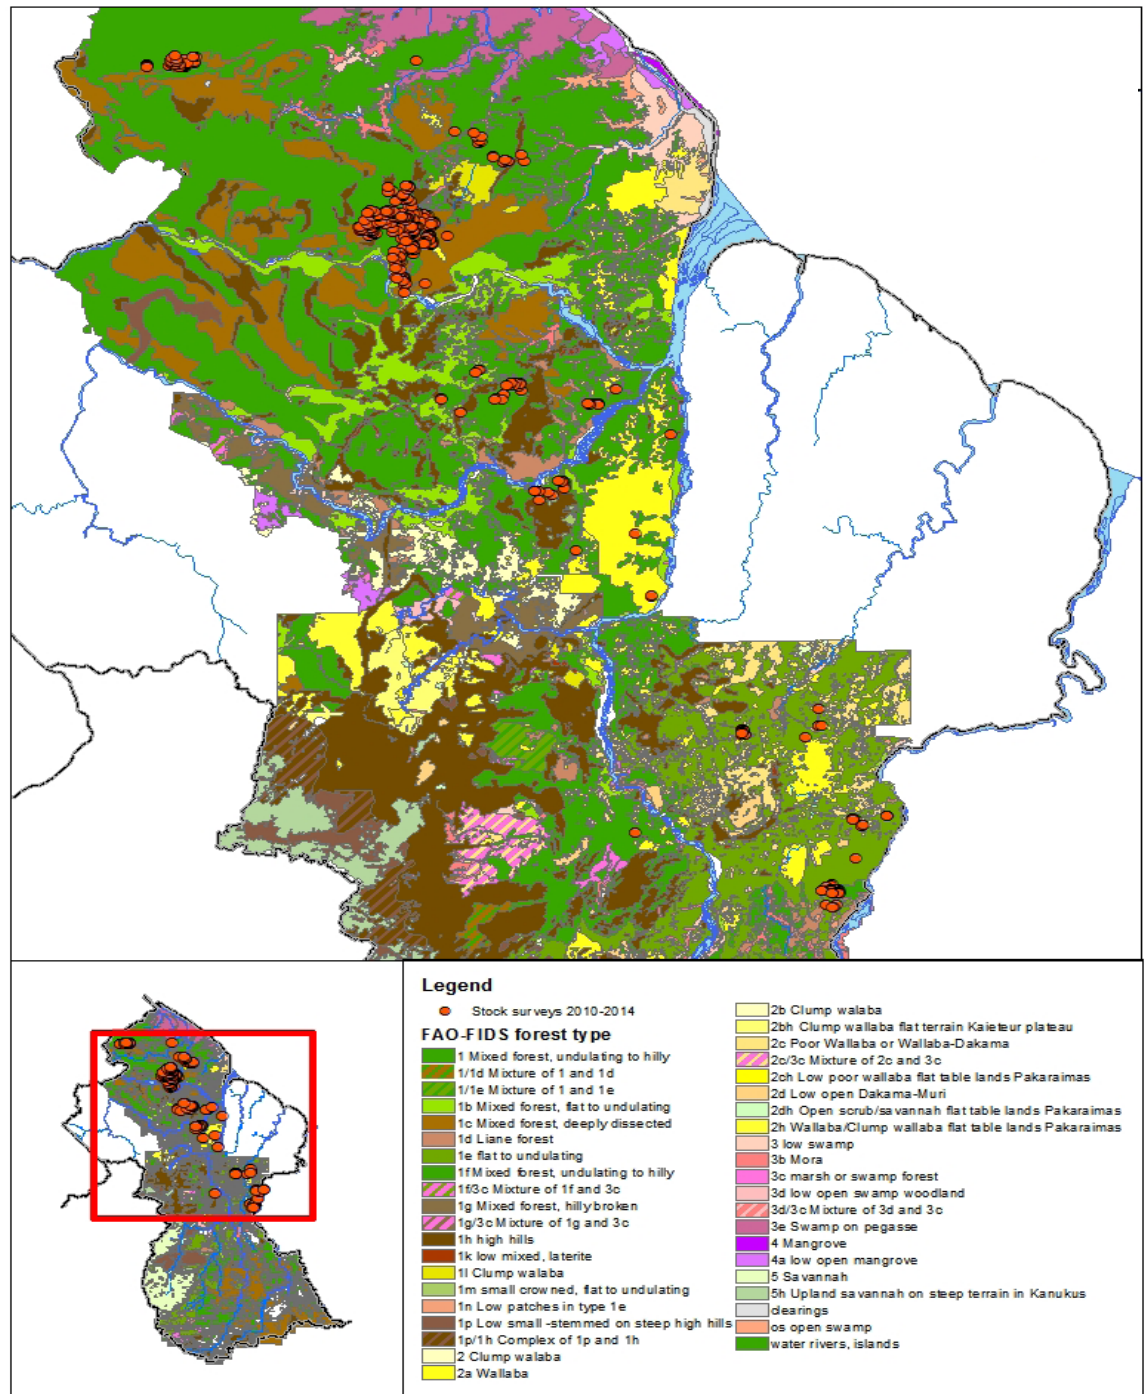 Legend
Stock surveys 2010-2014
FAO-FIDS forest type
1 Mixed forest, undulating to hilly
1/1d Mixture of 1 and 1d
1/1e Mixture of 1 and 1e
1b Mixed forest, flat to undulating
1c Mixed forest, deeply dissected
1d Liane forest
1e flat to undulating
1f Mixed forest, undulating to hilly
1f/3c Mixture of 1f and 3c
1g Mixed forest, hilly broken
1g/3c Mixture of 1g and 3c
1h high hills
1k low mixed, laterite
1l Clump walaba
1m small crowned, flat to undulating
1n Low patches in type 1e
1p Low small -stemmed on steep high hills
1p/1h Complex of 1p and 1h
2 Clump walaba
2a Wallaba
2b Clump walaba
2bh Clump wallaba flat terrain Kaieteur plateau
2c Poor Wallaba or Wallaba-Dakama
2c/3c Mixture of 2c and 3c
2ch Low poor wallaba flat table lands Pakaraimas
2d Low open Dakama-Muri
2dh Open scrub/savannah flat table lands Pakaraimas
2h Wallaba/Clump wallaba flat table lands Pakaraimas
3 low swamp
3b Mora
3c marsh or swamp forest
3d low open swamp woodland
3d/3c Mixture of 3d and 3c
3e Swamp on pegasse
4 Mangrove
4a low open mangrove
5 Savannah
5h Upland savannah on steep terrain in Kanukus
clearings
os open swamp
water rivers, islands